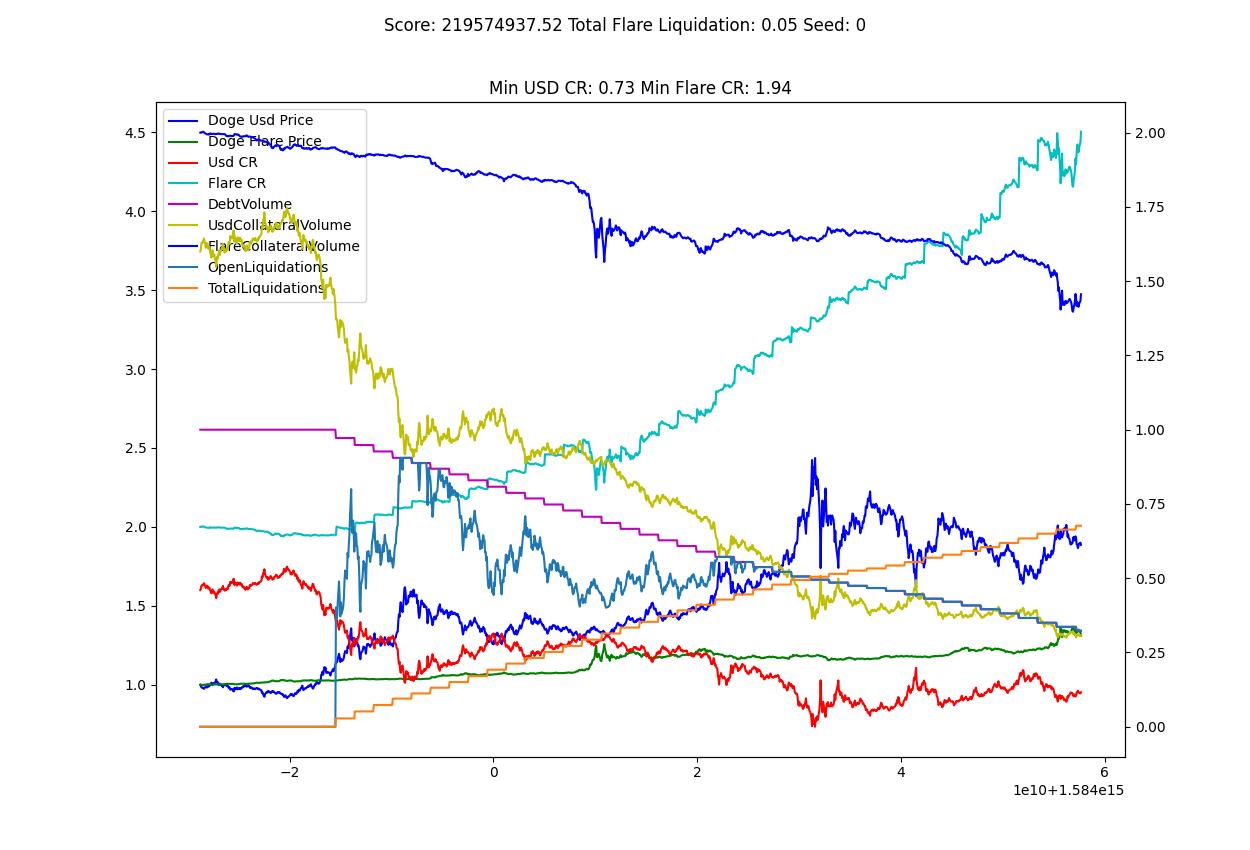 Score: 219574937.52 Total Flare Liquidation: 0.05 Seed: 0
Min USD CR: 0.73 Min Flare CR: 1.94
Doge Usd Price
Doge Flare Price
Usd CR
Flare CR
DebtVolume
UsdCollateralVolume
FlareCollateralVolume
OpenLiquidations
TotalLiquidations
4.5
4.0
3.5
3.0
2.5
2.0
1.5
1.0
2.00
1.75
1.50
1.25
1.00
0.75
0.50
0.25
0.00
−2 0 2 4 6
1e10+1.584e15